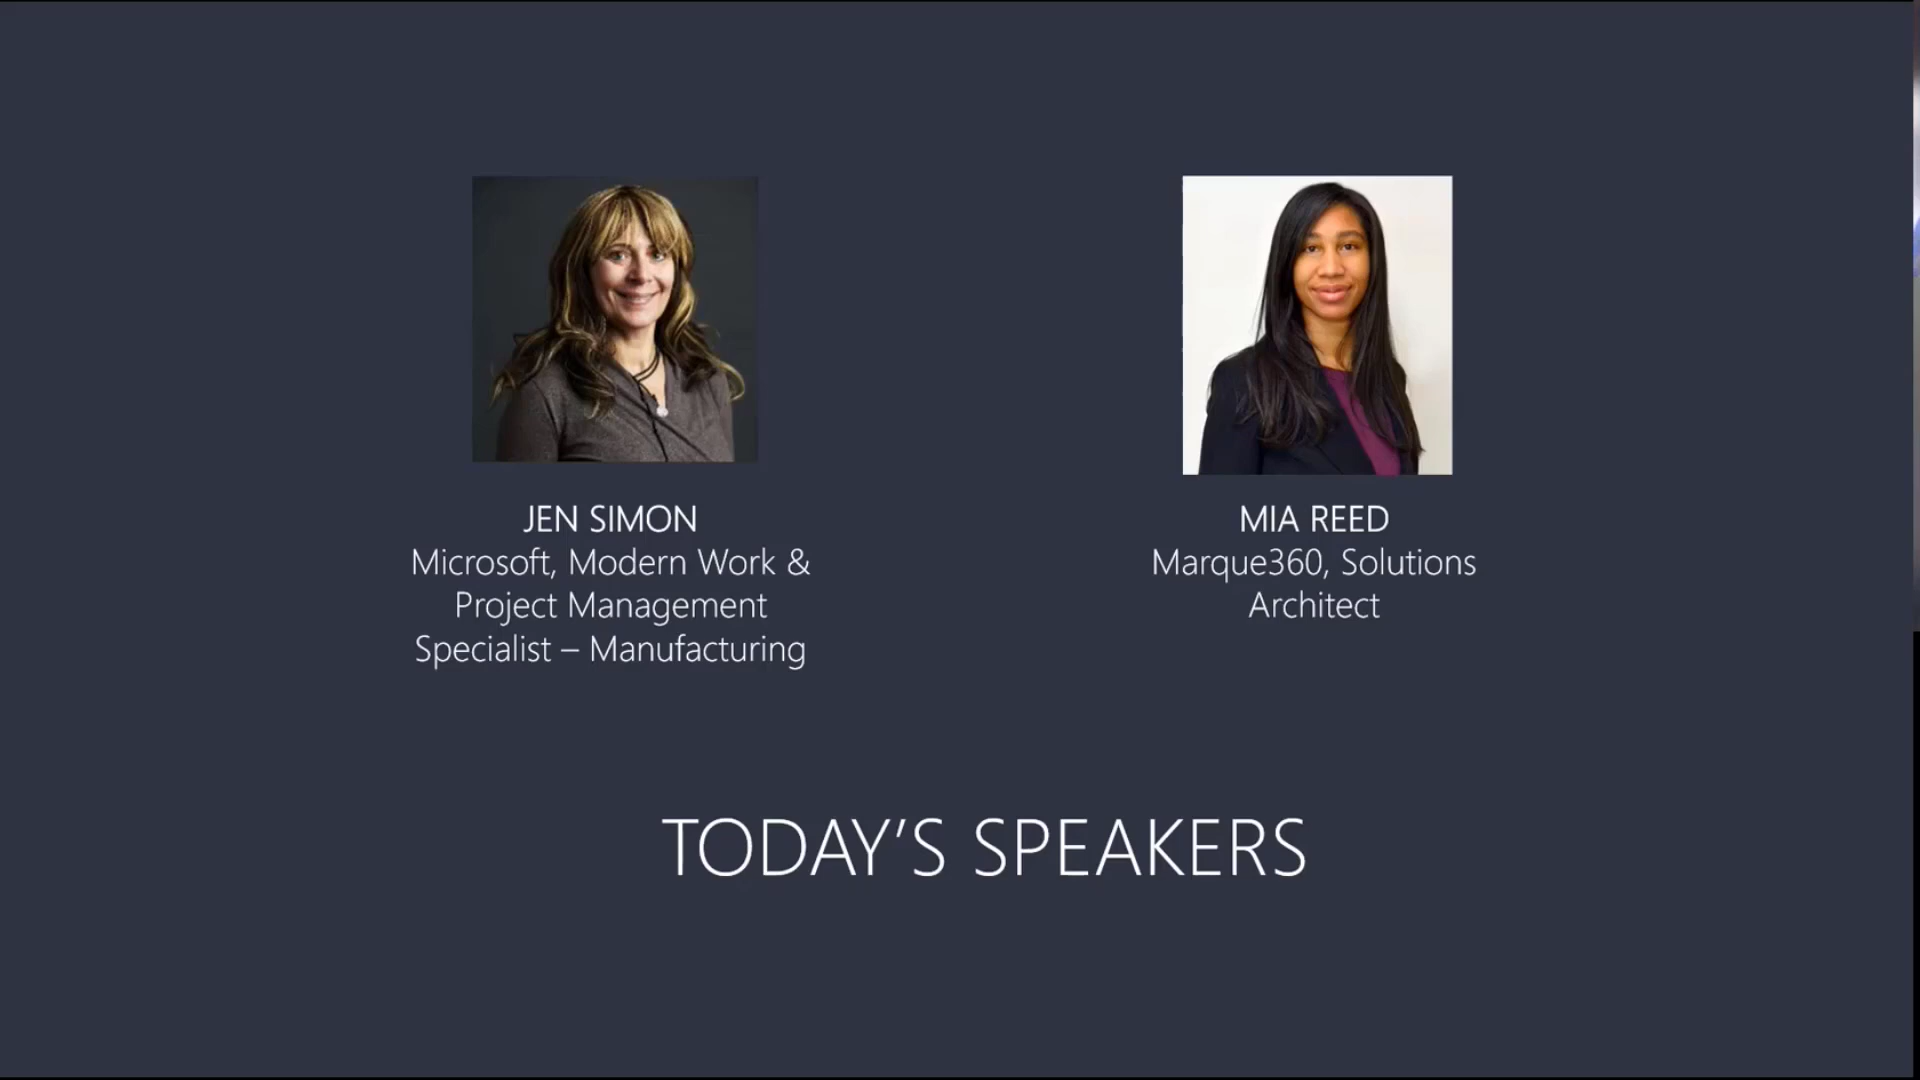 JEN SIMON
Microsoft, Modern Work &
Project Management
Specialist – Manufacturing
MIA REED
Marque360, Solutions
Architect
TODAY’S SPEAKERS